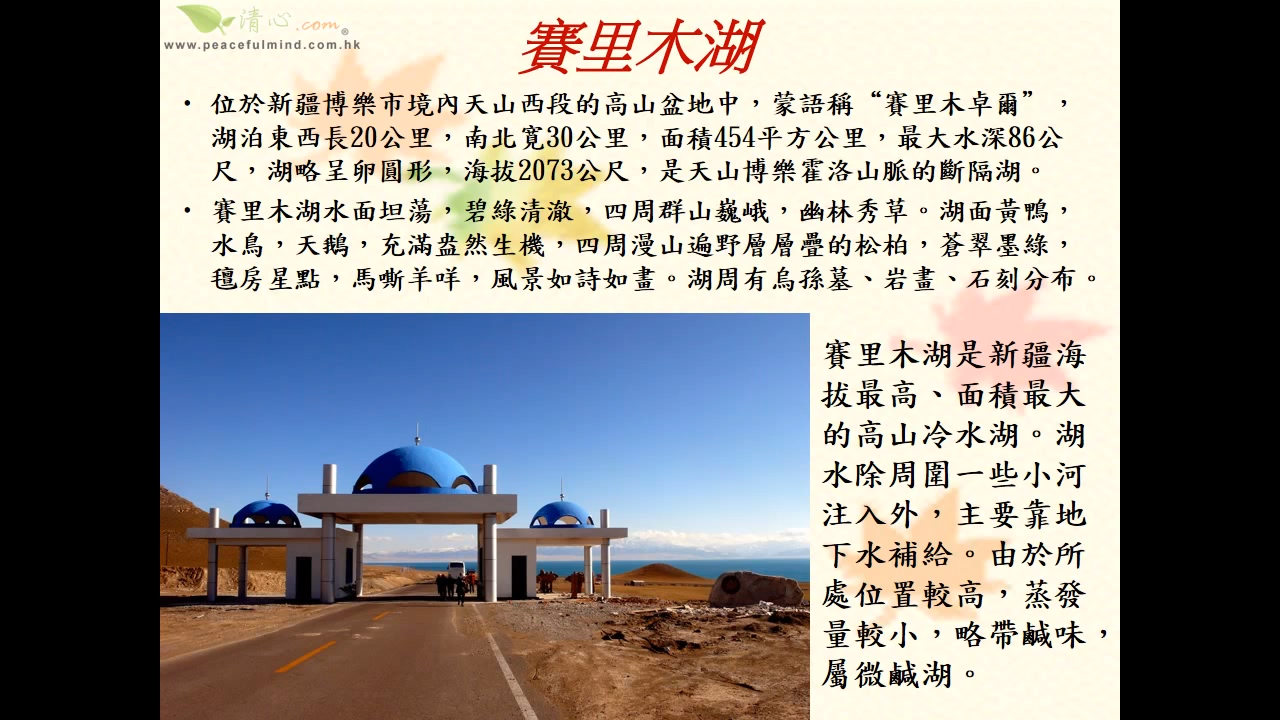 清心.com®
www.peacefulmind.com.hk
賽里木湖
• 位於新疆博樂市境內天山西段的高山盆地中，蒙語稱“賽里木卓爾”，
湖泊東西長20公里，南北寬30公里，面積454平方公里，最大水深86公
尺，湖略呈卵圓形，海拔2073公尺，是天山博樂霍洛山脈的斷隔湖。
• 賽里木湖水面坦蕩，碧綠清澈，四周群山巍峨，幽林秀草。湖面黃鴨，
水鳥，天鵝，充滿盎然生機，四周漫山遍野層層疊的松柏，蒼翠墨綠，
氈房星點，馬嘶羊咩，風景如詩如畫。湖周有烏孫墓、岩畫、石刻分布。
賽里木湖是新疆海
拔最高、面積最大
的高山冷水湖。湖
水除周圍一些小河
注入外，主要靠地
下水補給。由於所
處位置較高，蒸發
量較小，略帶鹹味，
屬微鹹湖。